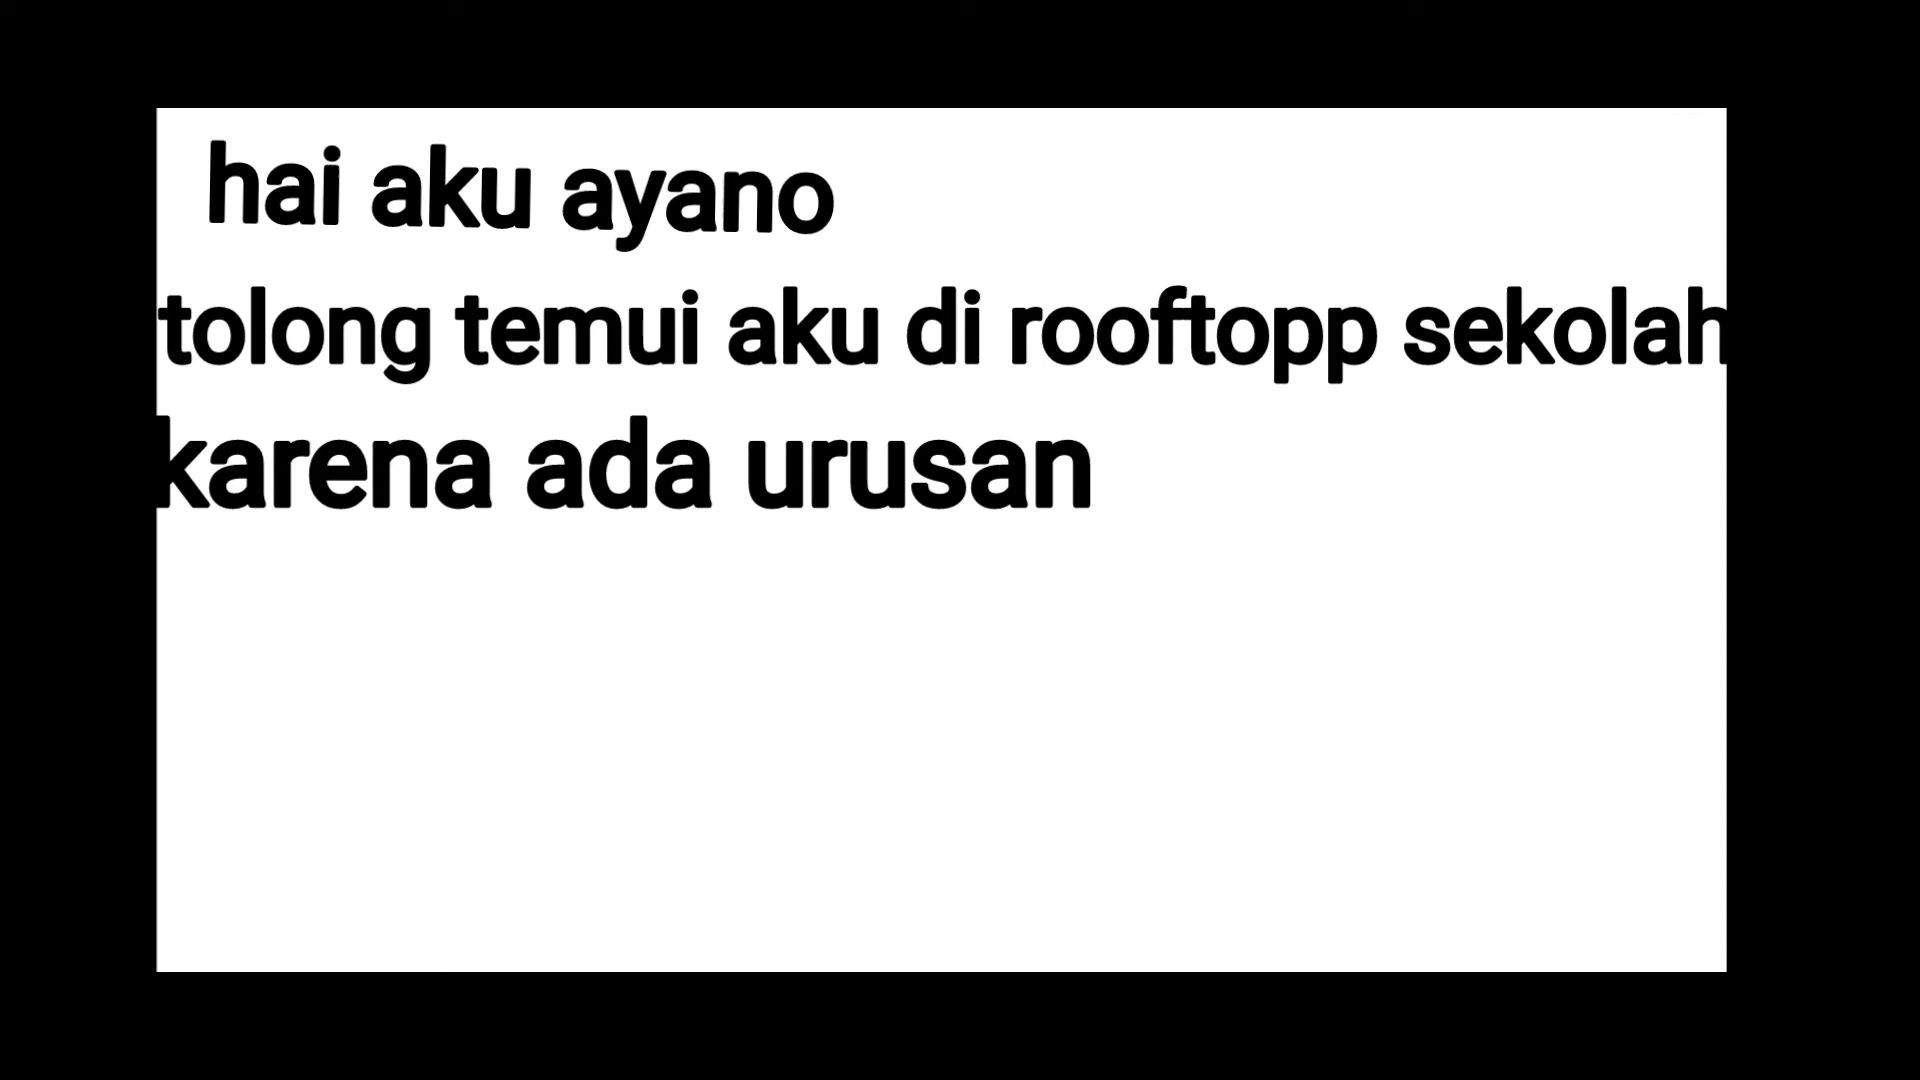 hai aku ayano
tolong temui aku di rooftopp sekolah
karena ada urusan